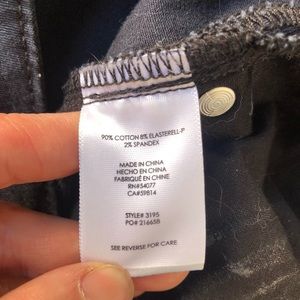 90% COTTON 8% ELASTERELL-P
2% SPANDEX
MADE IN CHINA
HECHO EN CHINA
FABRIQUÉ EN CHINE
RN#54077
CA#59814
STYLE# 3195
PO# 216658
SEE REVERSE FOR CARE